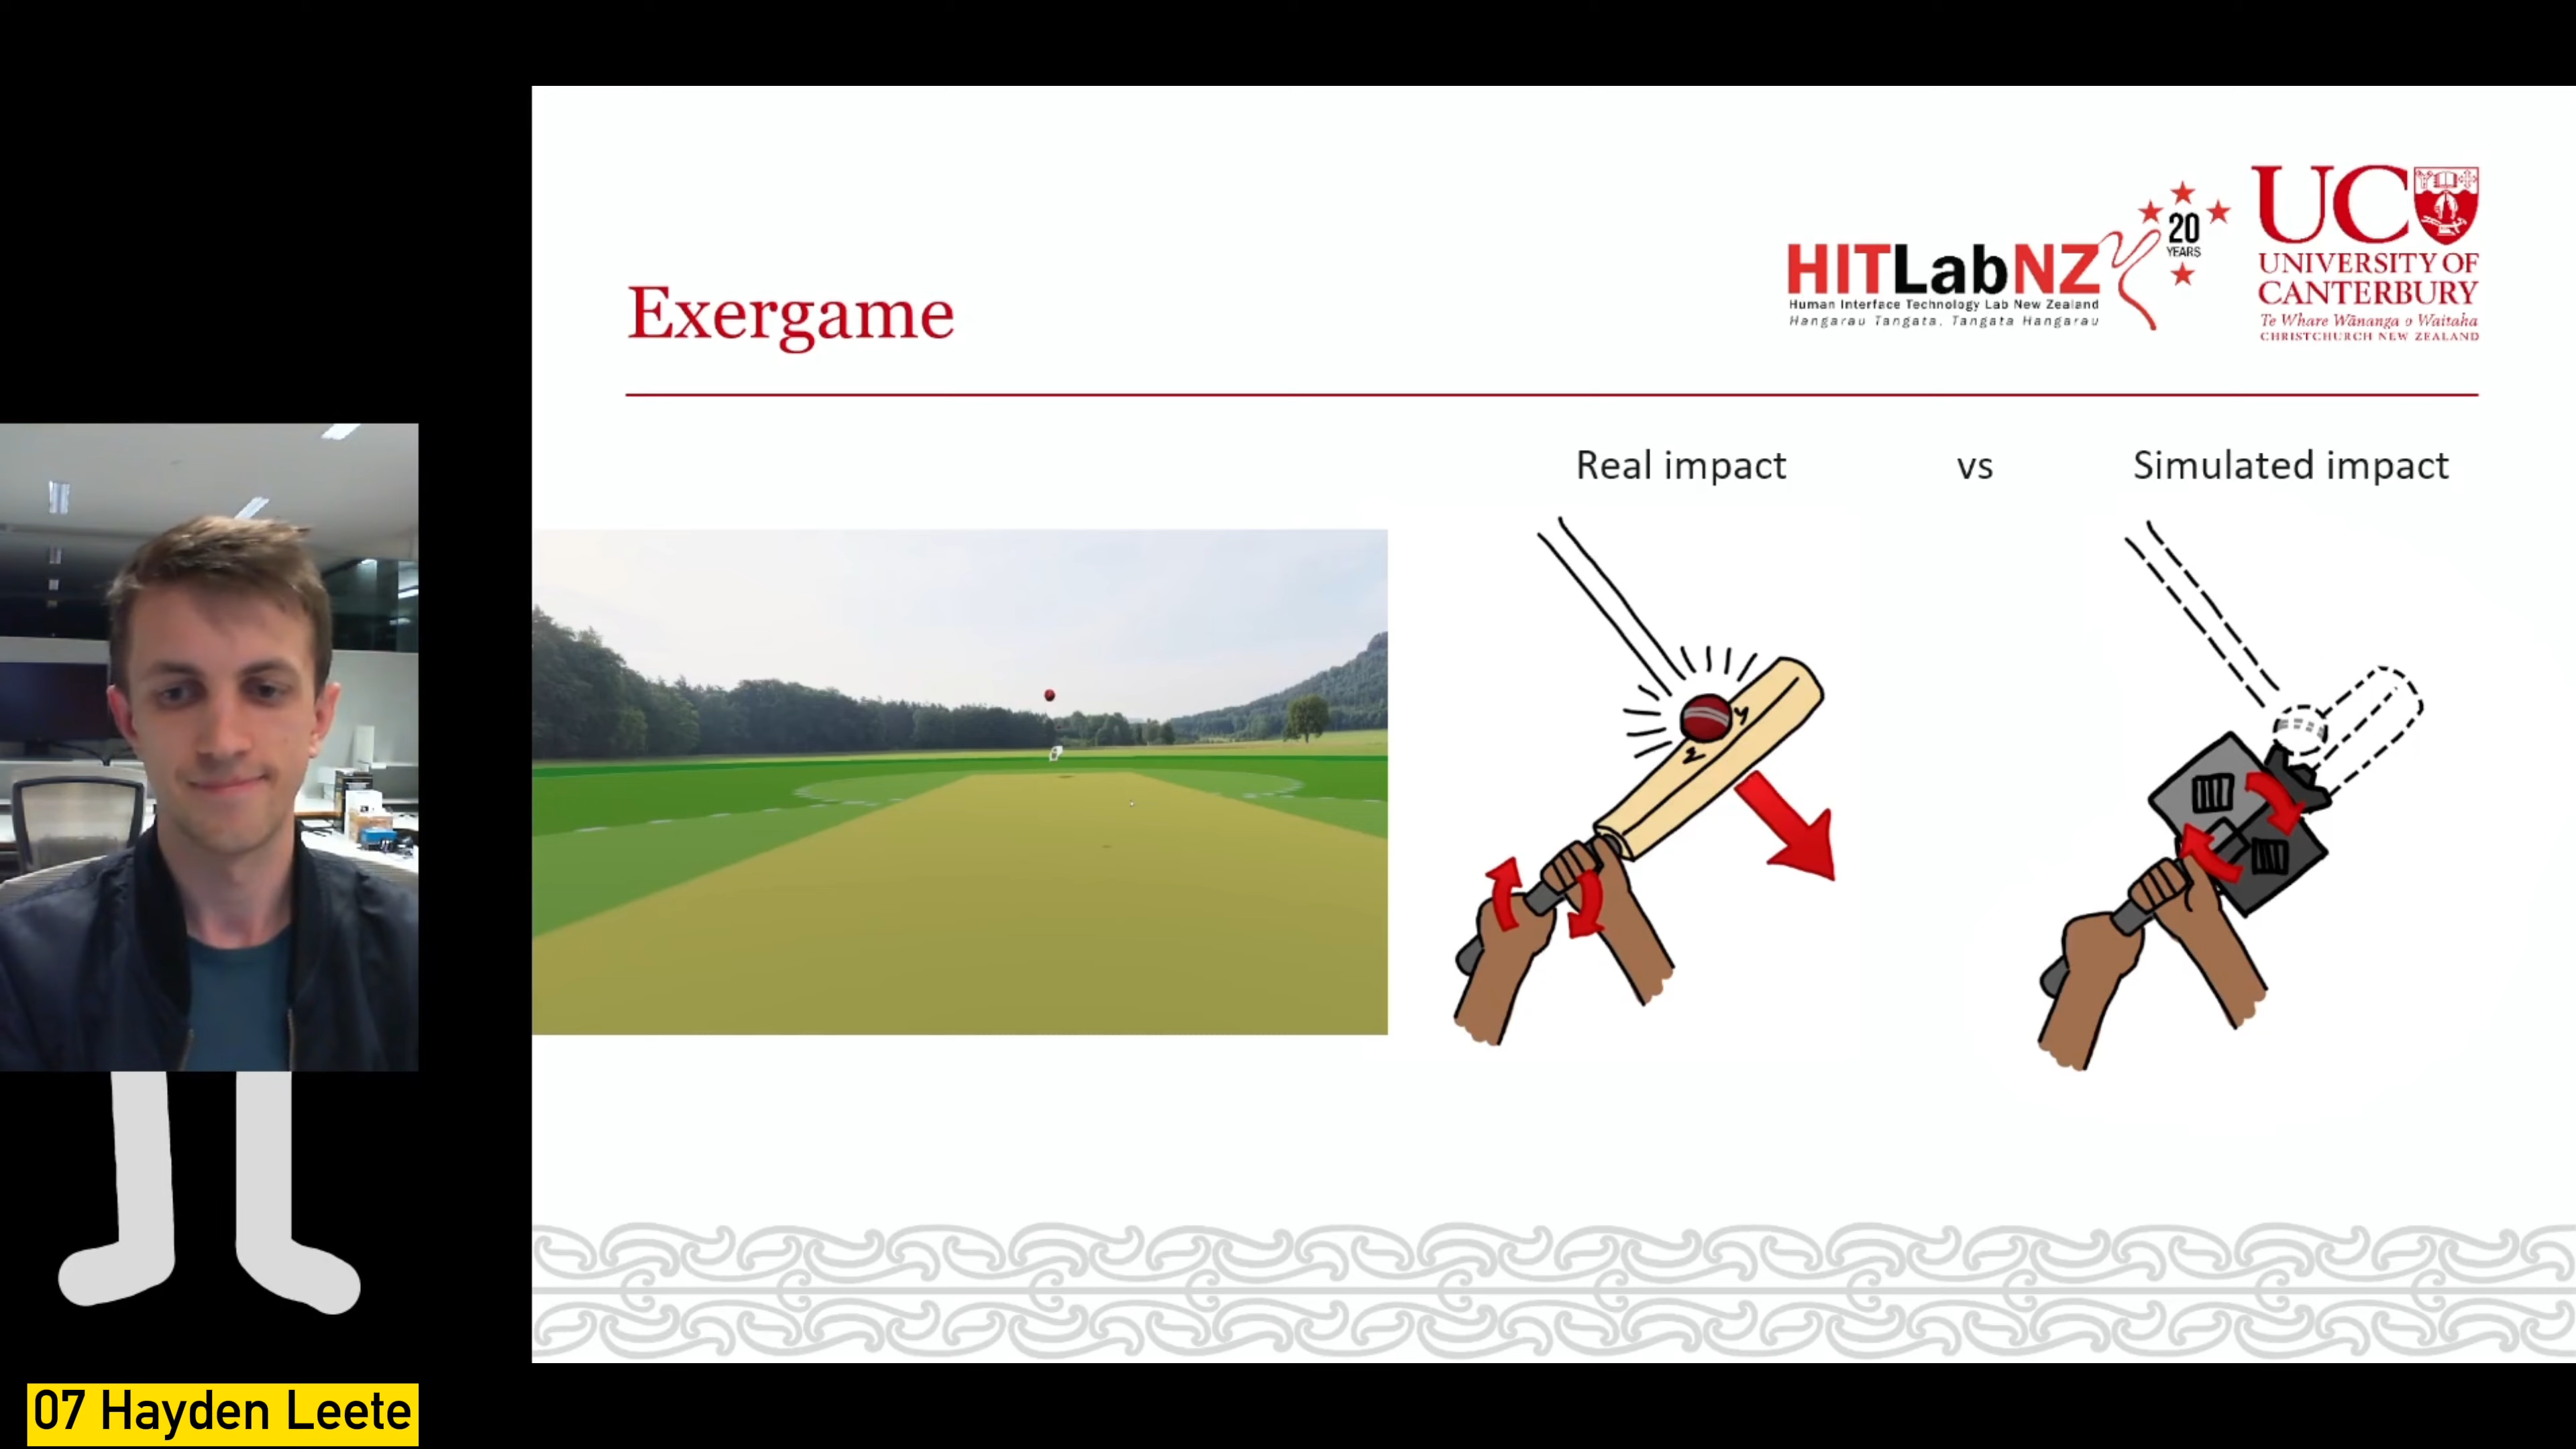 Exergame
HITLabNZ
Human Interface Technology Lab New Zealand
Hangarau Tangata, Tangata Hangarau
20
YEARS
UC
UNIVERSITY OF
CANTERBURY
Te Whare Wānanga o Waitaha
CHRISTCHURCH NEW ZEALAND
Real impact vs Simulated impact
07 Hayden Leete